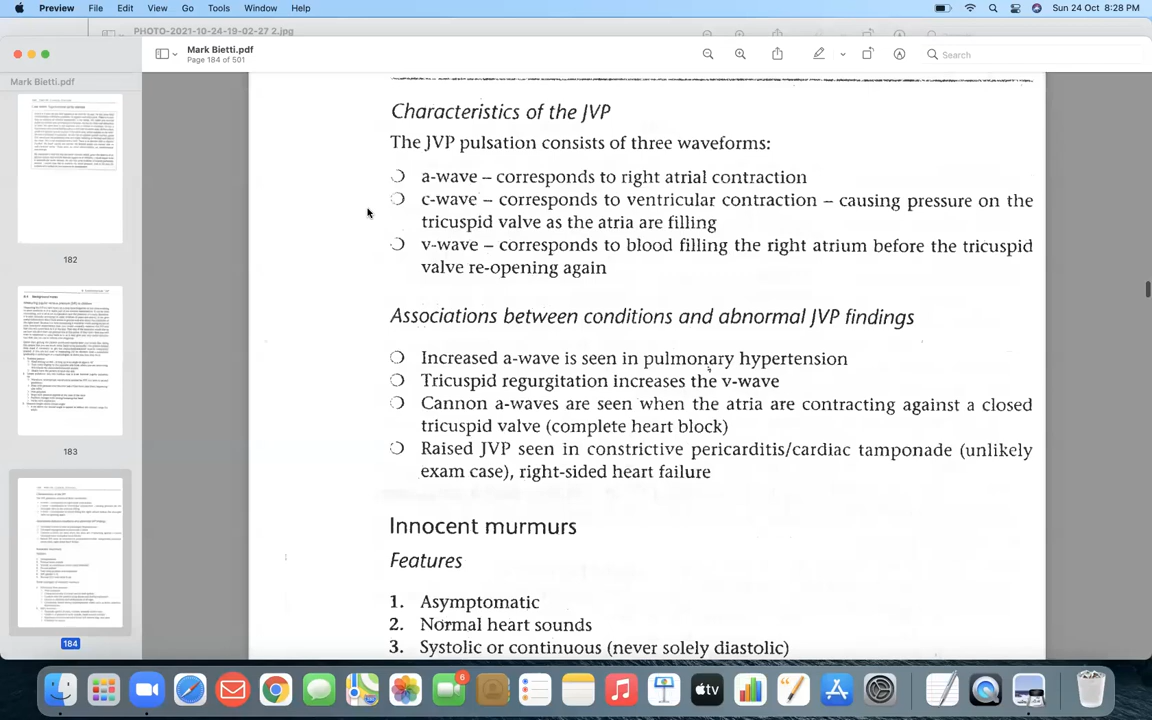 Preview File Edit View Go Tools Window Help Sun 24 Oct 8:28 PM
PHOTO-2021-10-24-19-02-27 2.jpg
Mark Bietti.pdf
Page 184 of 501
Search
Mark Bietti.pdf
182
183
184
Characteristics of the JVP
The JVP pulsation consists of three waveforms:
a-wave – corresponds to right atrial contraction
c-wave – corresponds to ventricular contraction – causing pressure on the
tricuspid valve as the atria are filling
v-wave – corresponds to blood filling the right atrium before the tricuspid
valve re-opening again
Associations between conditions and abnormal JVP findings
Increased a-wave is seen in pulmonary hypertension
Tricuspid regurgitation increases the v-wave
Cannon a-waves are seen when the atria are contracting against a closed
tricuspid valve (complete heart block)
Raised JVP seen in constrictive pericarditis/cardiac tamponade (unlikely
exam case), right-sided heart failure
Innocent murmurs
Features
1. Asymptomatic
2. Normal heart sounds
3. Systolic or continuous (never solely diastolic)
6
tv